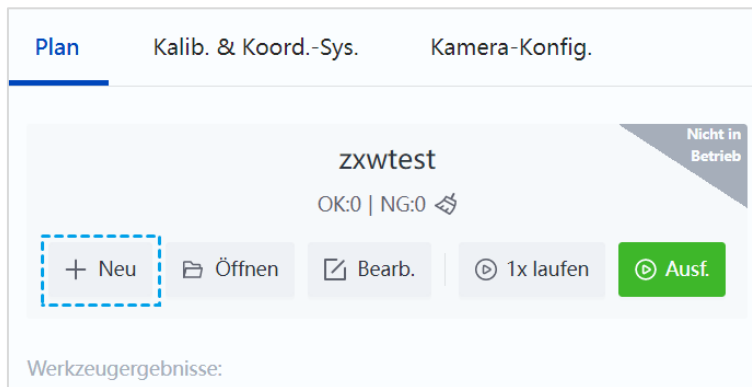 Plan Kalib. & Koord.-Sys. Kamera-Konfig.
Nicht in
Betrieb
zxwtest
OK:0 | NG:0
+ Neu Öffnen Bearb. 1x laufen Ausf.
Werkzeugergebnisse: